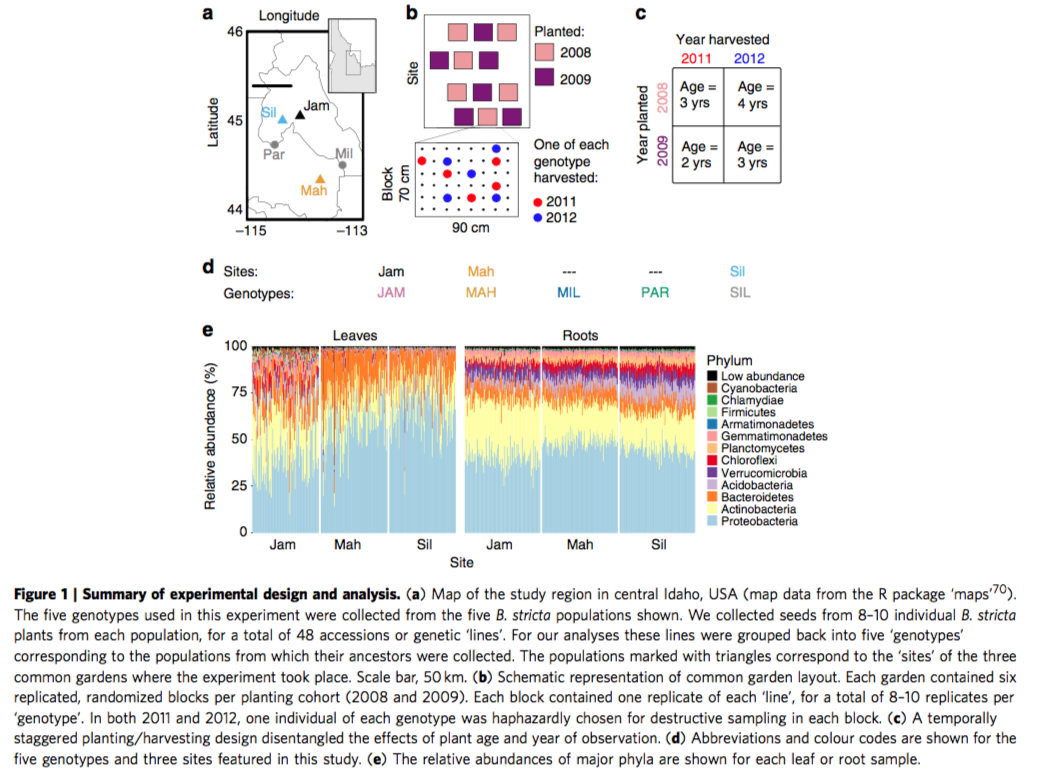 a
Longitude
46
45
44
Latitude
−115
−113
Sil
Jam
Par
Mil
Mah
b
Site
Planted:
2008
2009
Block
70 cm
90 cm
One of each
genotype
harvested:
2011
2012
c
Year harvested
2011 2012
Year planted
2008
2009
Age =
3 yrs
Age =
4 yrs
Age =
2 yrs
Age =
3 yrs
d
Sites: Jam Mah --- --- Sil
Genotypes: JAM MAH MIL PAR SIL
e
Leaves Roots
Relative abundance (%)
100
75
50
25
0
Jam Mah Sil Jam Mah Sil
Site
Phylum
Low abundance
Cyanobacteria
Chlamydiae
Firmicutes
Armatimonadetes
Gemmatimonadetes
Planctomycetes
Chloroflexi
Verrucomicrobia
Acidobacteria
Bacteroidetes
Actinobacteria
Proteobacteria
Figure 1 | Summary of experimental design and analysis. (a) Map of the study region in central Idaho, USA (map data from the R package 'maps'70).
The five genotypes used in this experiment were collected from the five B. stricta populations shown. We collected seeds from 8–10 individual B. stricta
plants from each population, for a total of 48 accessions or genetic 'lines'. For our analyses these lines were grouped back into five 'genotypes'
corresponding to the populations from which their ancestors were collected. The populations marked with triangles correspond to the 'sites' of the three
common gardens where the experiment took place. Scale bar, 50 km. (b) Schematic representation of common garden layout. Each garden contained six
replicated, randomized blocks per planting cohort (2008 and 2009). Each block contained one replicate of each 'line', for a total of 8–10 replicates per
'genotype'. In both 2011 and 2012, one individual of each genotype was haphazardly chosen for destructive sampling in each block. (c) A temporally
staggered planting/harvesting design disentangled the effects of plant age and year of observation. (d) Abbreviations and colour codes are shown for the
five genotypes and three sites featured in this study. (e) The relative abundances of major phyla are shown for each leaf or root sample.